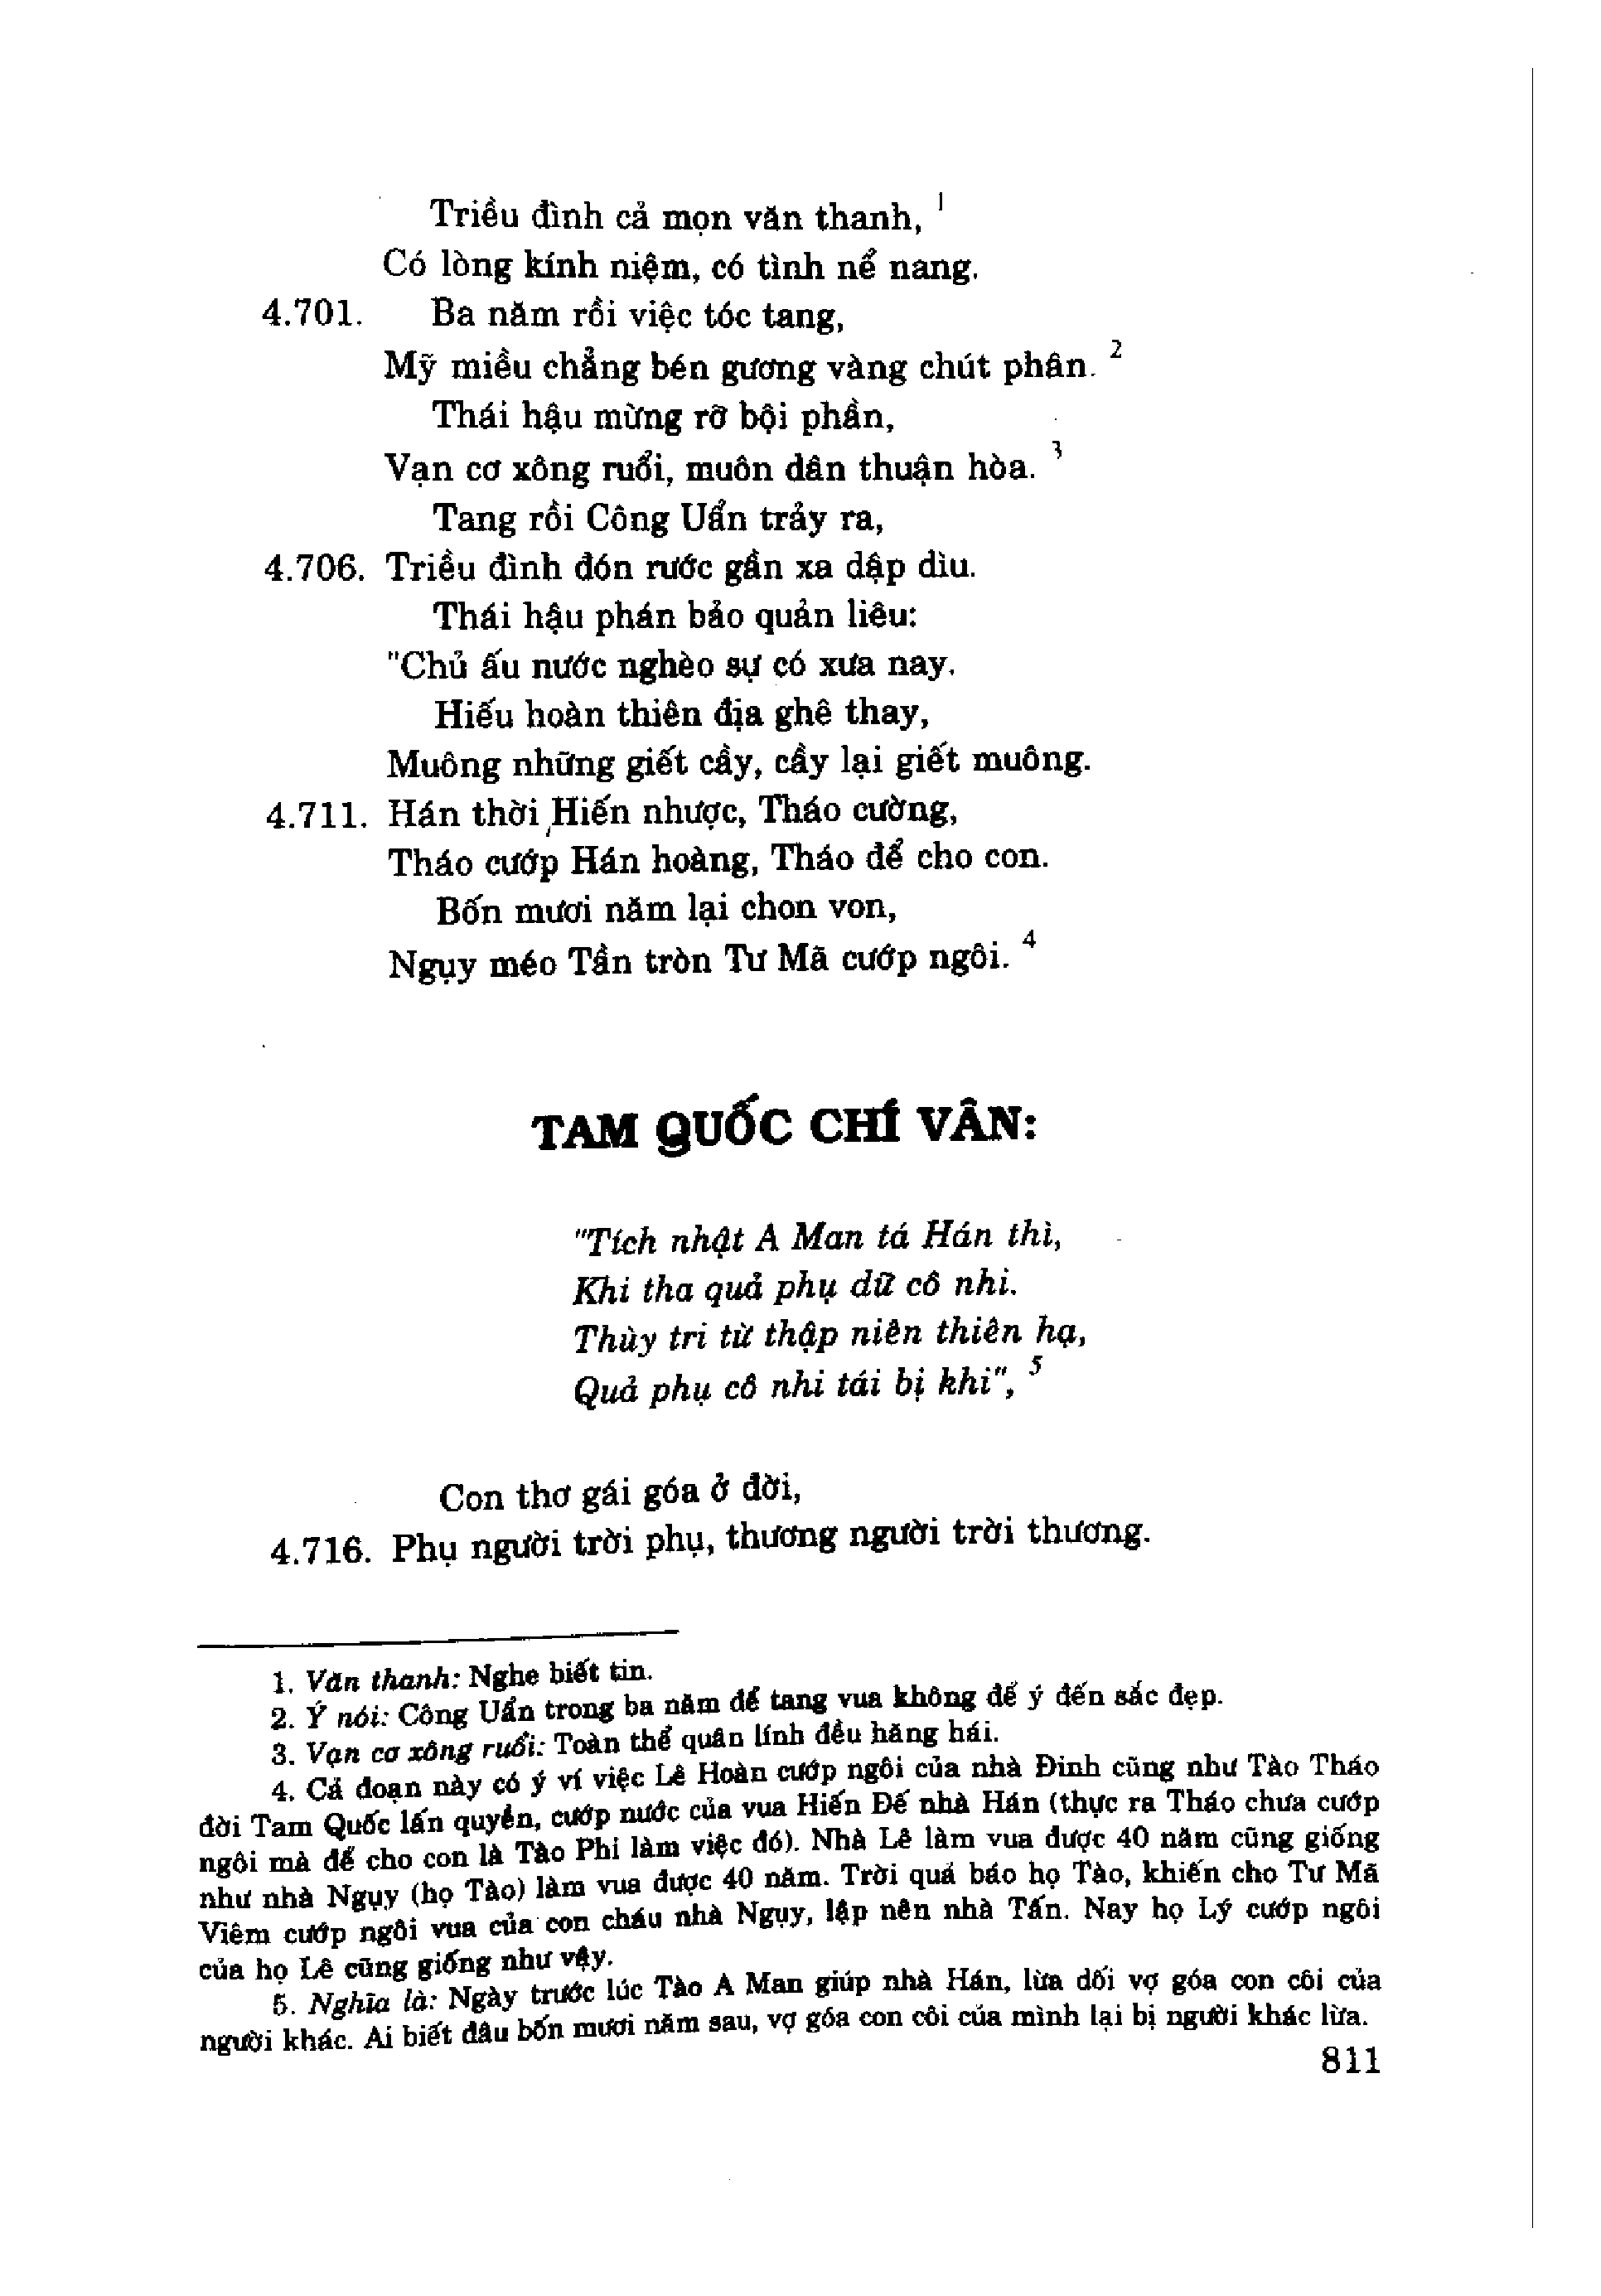 Triều đình cả mọn văn thanh, 1
Có lòng kính niệm, có tình nể nang.
4.701. Ba năm rồi việc tóc tang,
Mỹ miều chẳng bén gương vàng chút phân. 2
Thái hậu mừng rỡ bội phần,
Vạn cơ xông ruổi, muôn dân thuận hòa. 3
Tang rồi Công Uẩn trảy ra,
4.706. Triều đình đón rước gần xa dập dìu.
Thái hậu phán bảo quản liêu:
"Chủ ấu nước nghèo sự có xưa nay.
Hiếu hoàn thiên địa ghê thay,
Muông những giết cầy, cầy lại giết muông.
4.711. Hán thời Hiến nhược, Tháo cường,
Tháo cướp Hán hoàng, Tháo để cho con.
Bốn mươi năm lại chon von,
Ngụy méo Tần tròn Tư Mã cướp ngôi. 4
TAM QUỐC CHÍ VÂN:
"Tích nhật A Man tá Hán thì,
Khi tha quả phụ dữ cô nhi.
Thùy tri từ thập niên thiên hạ,
Quả phụ cô nhi tái bị khi", 5
Con thơ gái góa ở đời,
4.716. Phụ người trời phụ, thương người trời thương.
1. Văn thanh: Nghe biết tin.
2. Ý nói: Công Uẩn trong ba năm để tang vua không để ý đến sắc đẹp.
3. Vạn cơ xông ruổi: Toàn thể quân lính đều hăng hái.
4. Cả đoạn này có ý ví việc Lê Hoàn cướp ngôi của nhà Đinh cũng như Tào Tháo
đời Tam Quốc lấn quyền, cướp nước của vua Hiến Đế nhà Hán (thực ra Tháo chưa cướp
ngôi mà để cho con là Tào Phi làm việc đó). Nhà Lê làm vua được 40 năm cũng giống
như nhà Ngụy (họ Tào) làm vua được 40 năm. Trời quả báo họ Tào, khiến cho Tư Mã
Viêm cướp ngôi vua của con cháu nhà Ngụy, lập nên nhà Tấn. Nay họ Lý cướp ngôi
của họ Lê cũng giống như vậy.
5. Nghĩa là: Ngày trước lúc Tào A Man giúp nhà Hán, lừa dối vợ góa con côi của
người khác. Ai biết đâu bốn mươi năm sau, vợ góa con côi của mình lại bị người khác lừa.
811